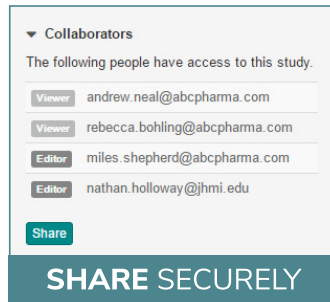 Collaborators
The following people have access to this study.
Viewer andrew.neal@abcpharma.com
Viewer rebecca.bohling@abcpharma.com
Editor miles.shepherd@abcpharma.com
Editor nathan.holloway@jhmi.edu
Share
SHARE SECURELY